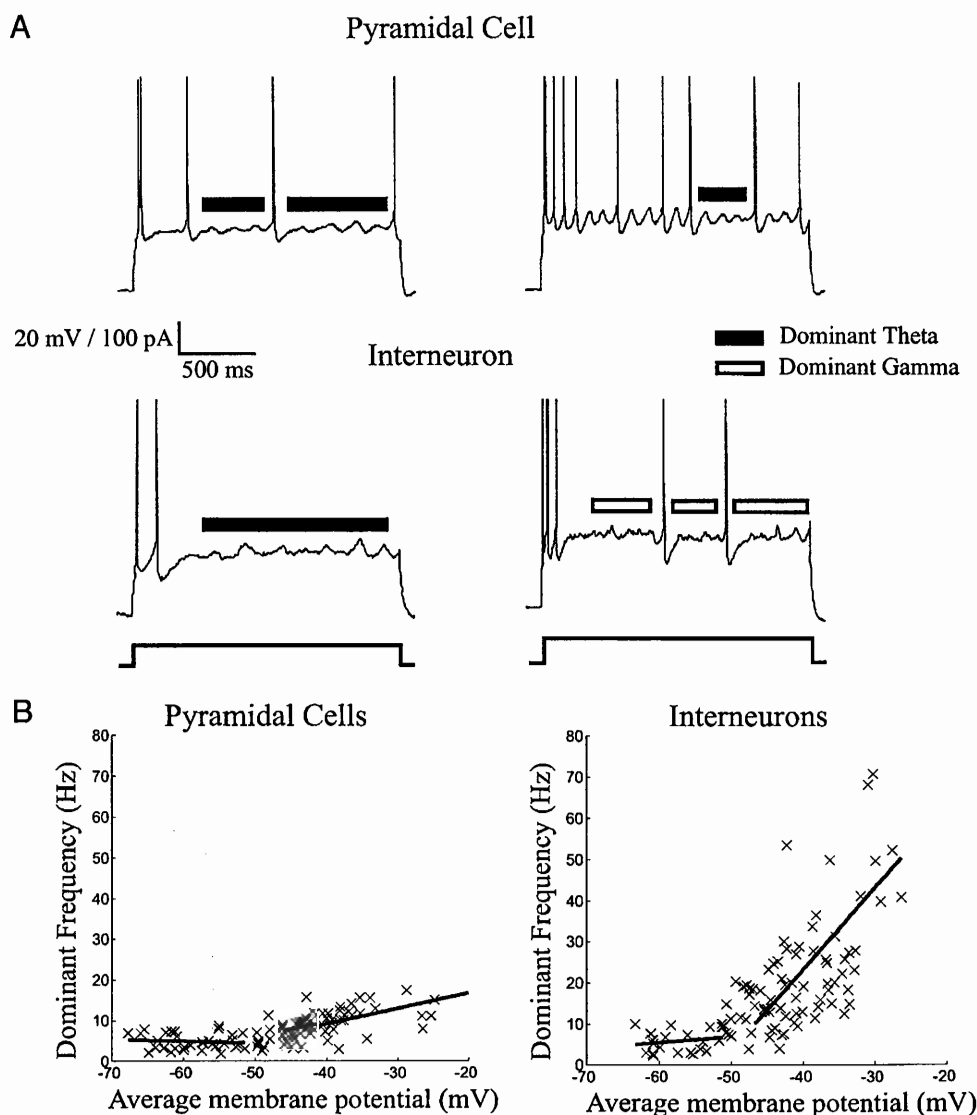 A
Pyramidal Cell
20 mV / 100 pA
500 ms
Interneuron
Dominant Theta
Dominant Gamma
B
Pyramidal Cells
Interneurons
Dominant Frequency (Hz)
80
70
60
50
40
30
20
10
0
-70
-60
-50
-40
-30
-20
Average membrane potential (mV)
Dominant Frequency (Hz)
80
70
60
50
40
30
20
10
0
-70
-60
-50
-40
-30
-20
Average membrane potential (mV)